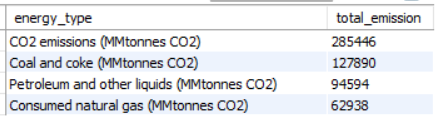 energy_type total_emission
CO2 emissions (MMtonnes CO2) 285446
Coal and coke (MMtonnes CO2) 127890
Petroleum and other liquids (MMtonnes CO2) 94594
Consumed natural gas (MMtonnes CO2) 62938